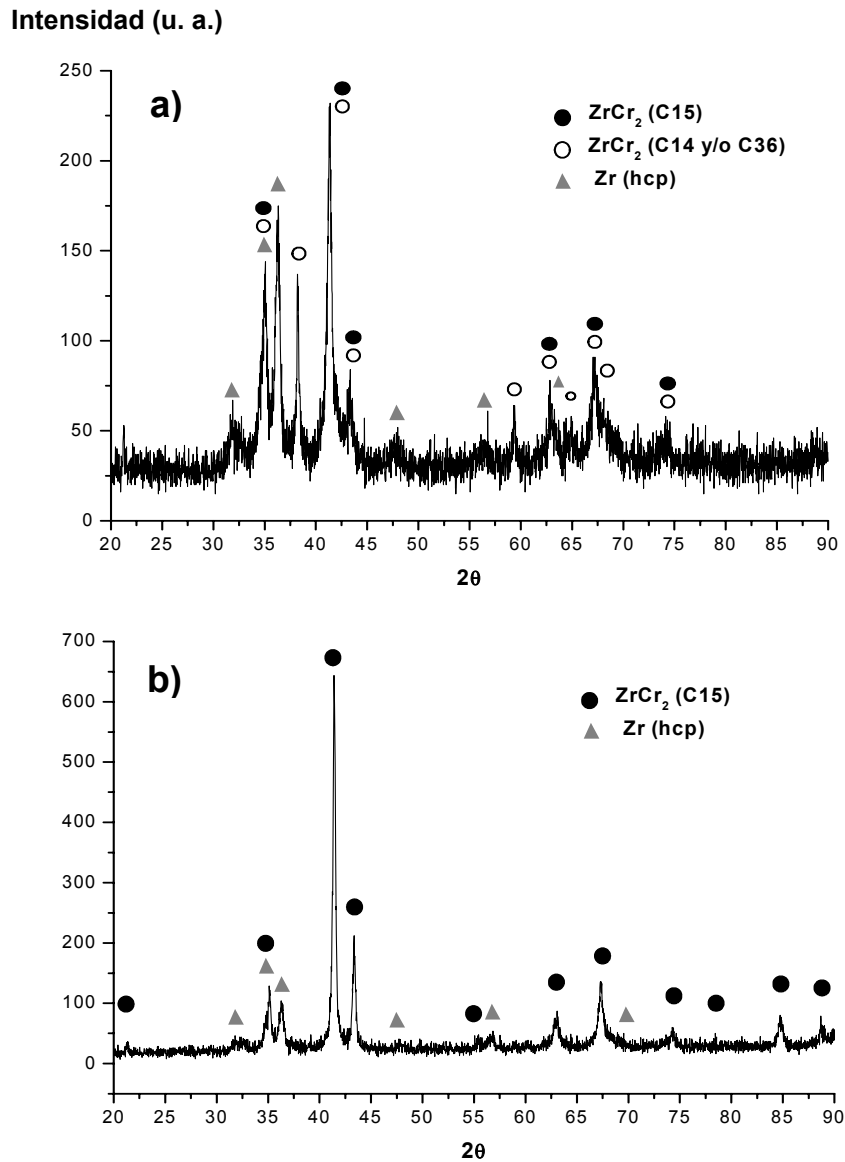 Intensidad (u. a.)
a)
ZrCr₂ (C15)
ZrCr₂ (C14 y/o C36)
Zr (hcp)
250
200
150
100
50
0
20 25 30 35 40 45 50 55 60 65 70 75 80 85 90
2θ
b)
ZrCr₂ (C15)
Zr (hcp)
700
600
500
400
300
200
100
0
20 25 30 35 40 45 50 55 60 65 70 75 80 85 90
2θ